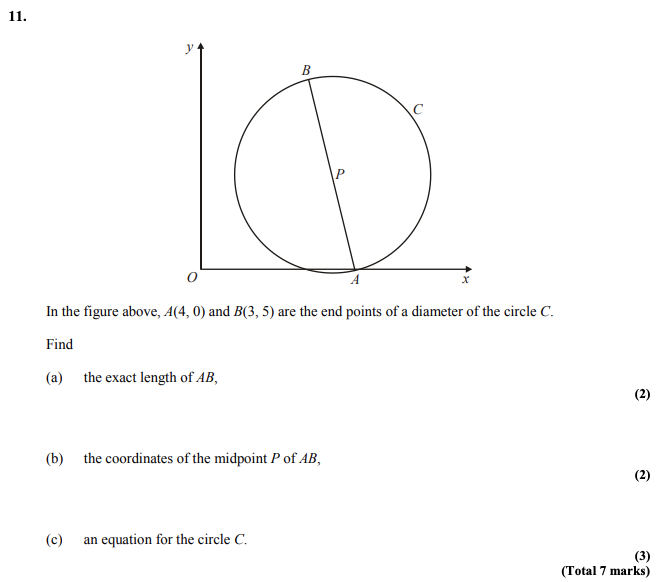 11.
y
B
C
P
O
A
x
In the figure above, A(4, 0) and B(3, 5) are the end points of a diameter of the circle C.
Find
(a) the exact length of AB,
(2)
(b) the coordinates of the midpoint P of AB,
(2)
(c) an equation for the circle C.
(3)
(Total 7 marks)